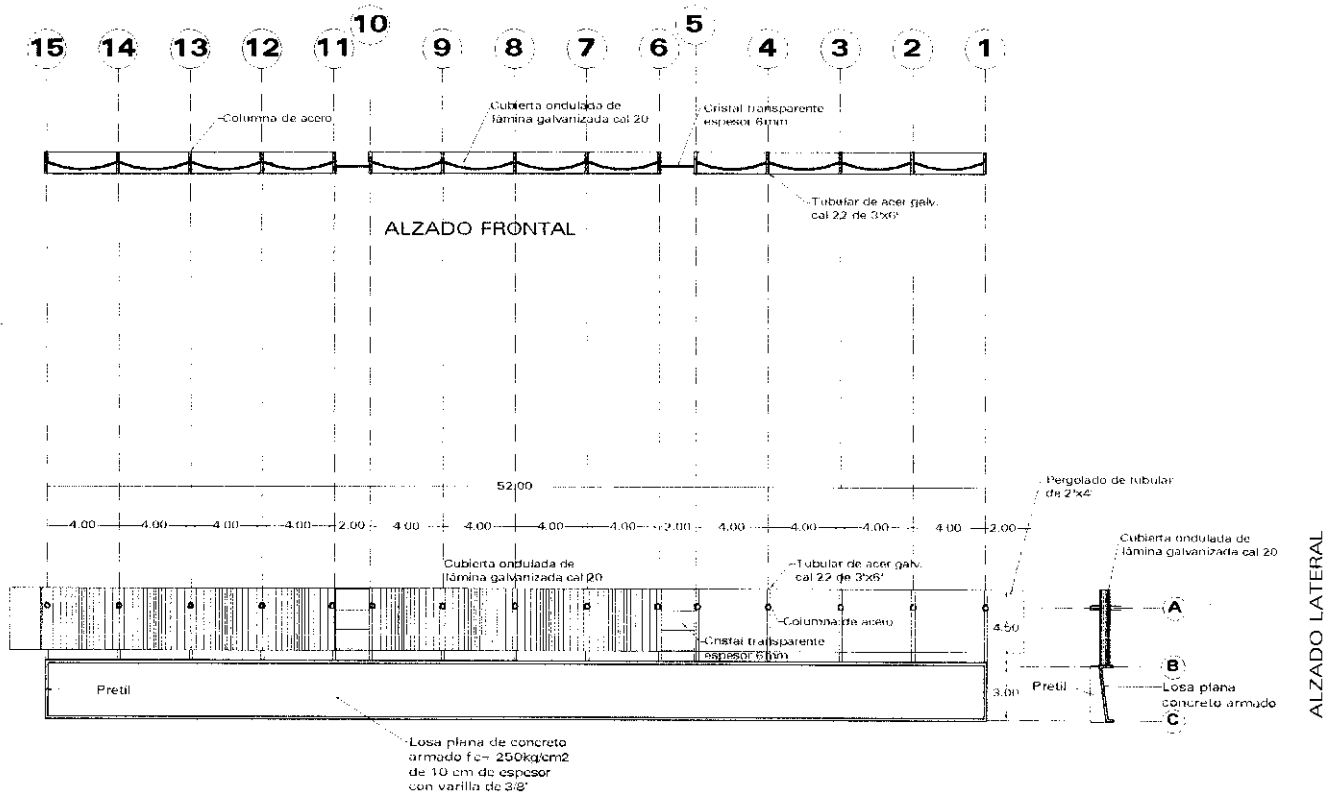 15 14 13 12 11 10 9 8 7 6 5 4 3 2 1
Columna de acero
Cubierta ondulada de
lámina galvanizada cal 20
Cristal transparente
espesor 6mm
Tubular de acer galv.
cal 22 de 3"x6"
ALZADO FRONTAL
52.00
4.00 4.00 4.00 4.00 2.00 4.00 4.00 4.00 4.00 2.00 4.00 4.00 4.00 4.00 2.00
Pergolado de tubular
de 2"x4"
Cubierta ondulada de
lámina galvanizada cal 20
Cubierta ondulada de
lámina galvanizada cal 20
Tubular de acer galv.
cal 22 de 3"x6"
Columna de acero
Cristal transparente
espesor 6mm
4.50
3.00
A
B
C
Pretil
Pretil
Losa plana
concreto armado
ALZADO LATERAL
Losa plana de concreto
armado f'c= 250kg/cm2
de 10 cm de espesor
con varilla de 3/8"